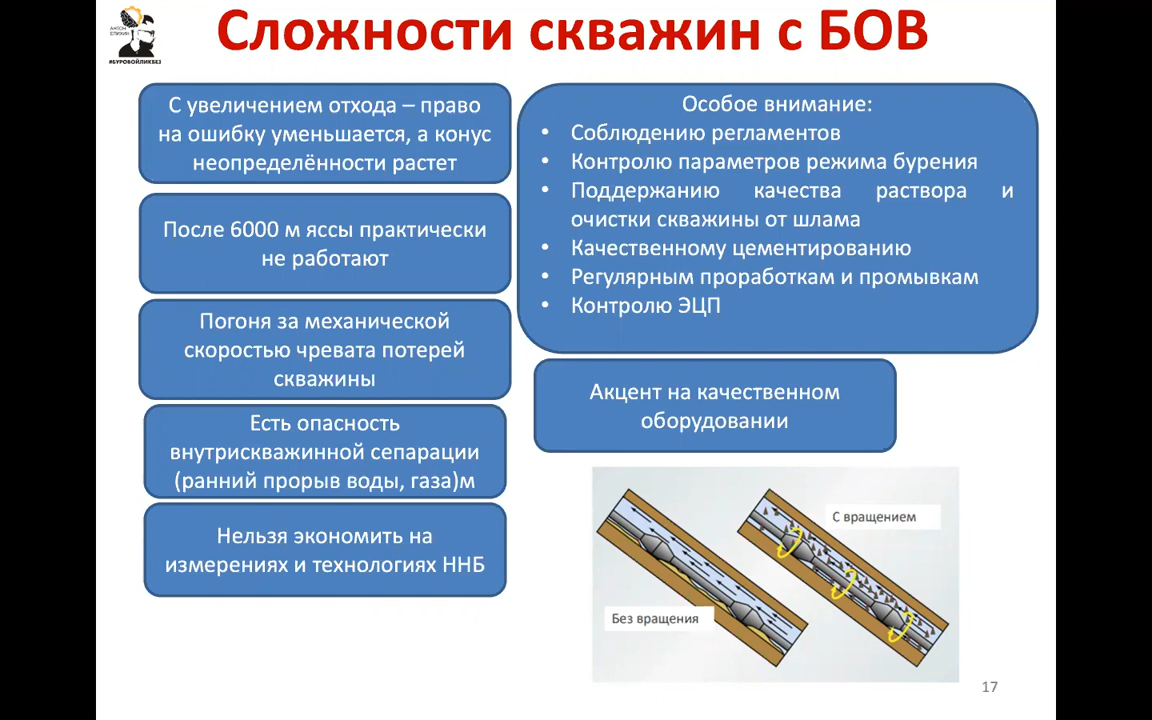 АНТОН
ЕПИХИН
#БУРОВОЙЛИКБЕЗ
Сложности скважин с БОВ
С увеличением отхода – право
на ошибку уменьшается, а конус
неопределённости растет
После 6000 м яссы практически
не работают
Погоня за механической
скоростью чревата потерей
скважины
Есть опасность
внутрискважинной сепарации
(ранний прорыв воды, газа)м
Нельзя экономить на
измерениях и технологиях ННБ
Особое внимание:
• Соблюдению регламентов
• Контролю параметров режима бурения
• Поддержанию качества раствора и
очистки скважины от шлама
• Качественному цементированию
• Регулярным проработкам и промывкам
• Контролю ЭЦП
Акцент на качественном
оборудовании
С вращением
Без вращения
17